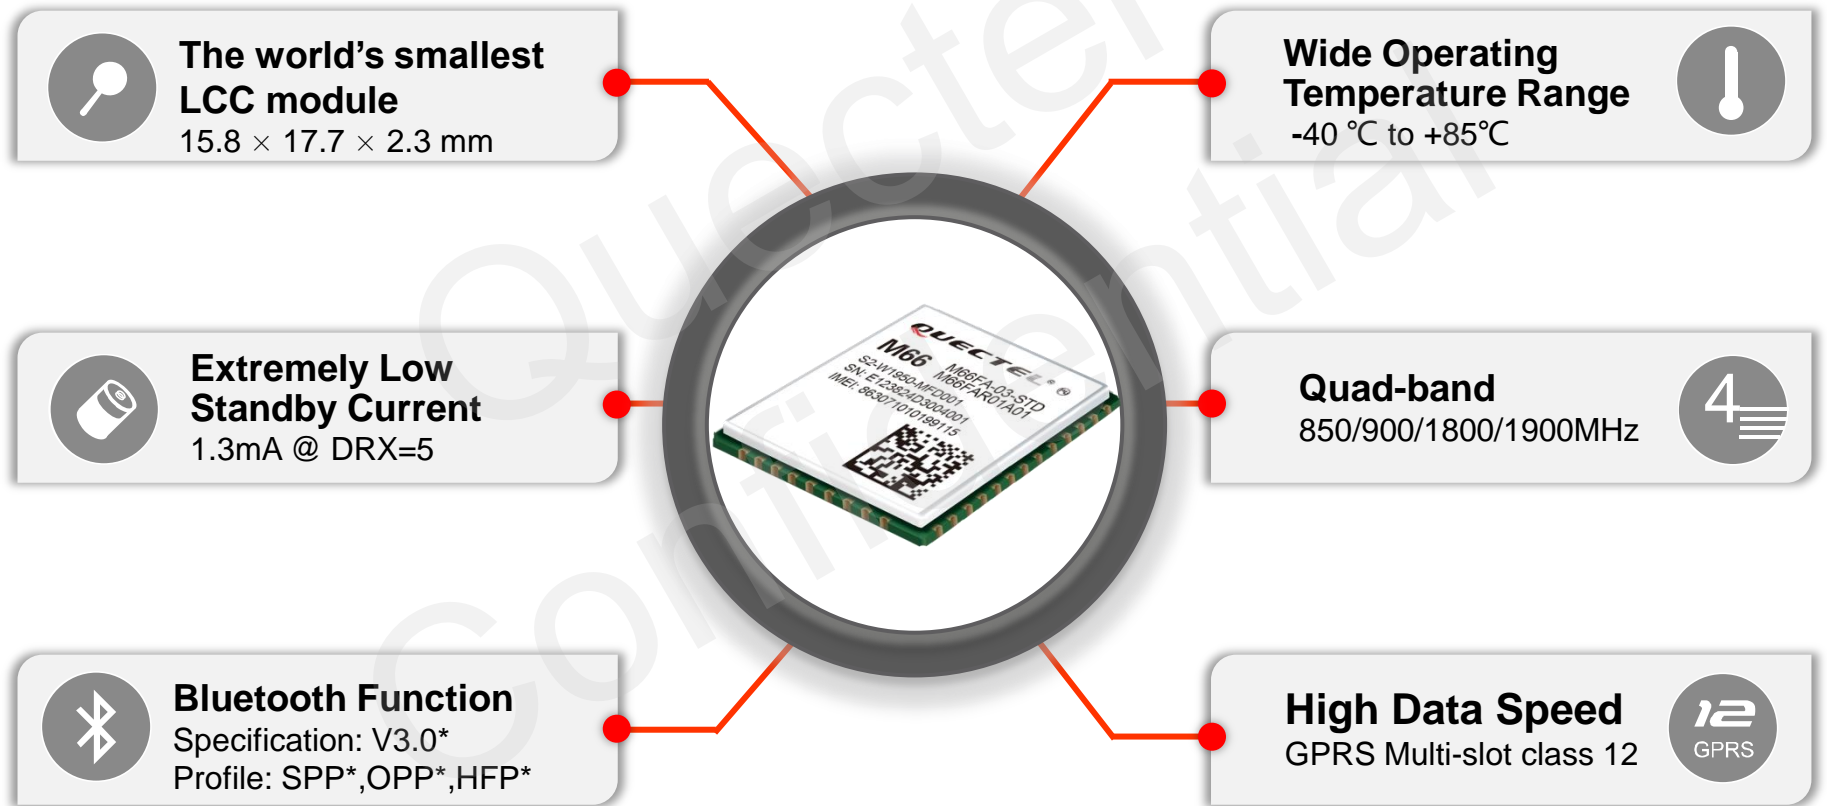 The world's smallest
LCC module
15.8 × 17.7 × 2.3 mm
Wide Operating
Temperature Range
-40 ℃ to +85℃
Extremely Low
Standby Current
1.3mA @ DRX=5
QUECTEL®
M66 M66FA-03-STD
M66FAR01A01
S2-W1950-MFD001
SN: E123824D3004001
IMEI: 863071010199115
Quad-band
850/900/1800/1900MHz
4
Bluetooth Function
Specification: V3.0*
Profile: SPP*,OPP*,HFP*
High Data Speed
GPRS Multi-slot class 12
12
GPRS
Quectel
Confidential